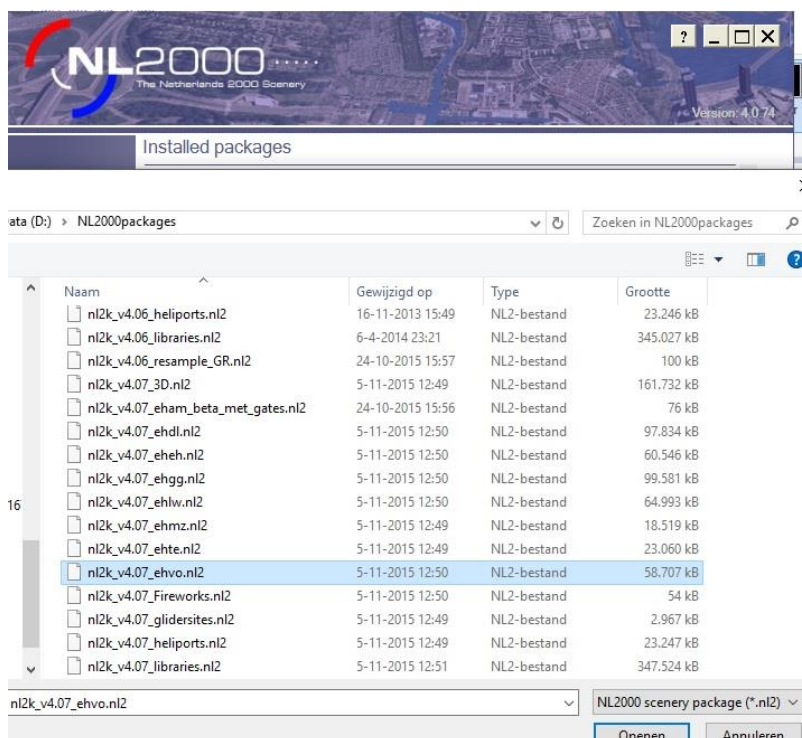 NL2000
The Netherlands 2000 Scenery
?
Version: 4.0.74
Installed packages
ata (D:) > NL2000packages Zoeken in NL2000packages
Naam Gewijzigd op Type Grootte
nl2k_v4.06_heliports.nl2 16-11-2013 15:49 NL2-bestand 23.246 kB
nl2k_v4.06_libraries.nl2 6-4-2014 23:21 NL2-bestand 345.027 kB
nl2k_v4.06_resample_GR.nl2 24-10-2015 15:57 NL2-bestand 100 kB
nl2k_v4.07_3D.nl2 5-11-2015 12:49 NL2-bestand 161.732 kB
nl2k_v4.07_eham_beta_met_gates.nl2 24-10-2015 15:56 NL2-bestand 76 kB
nl2k_v4.07_ehdl.nl2 5-11-2015 12:50 NL2-bestand 97.834 kB
nl2k_v4.07_eheh.nl2 5-11-2015 12:50 NL2-bestand 60.546 kB
nl2k_v4.07_ehgg.nl2 5-11-2015 12:50 NL2-bestand 99.581 kB
16 nl2k_v4.07_ehlw.nl2 5-11-2015 12:50 NL2-bestand 64.993 kB
nl2k_v4.07_ehmz.nl2 5-11-2015 12:49 NL2-bestand 18.519 kB
nl2k_v4.07_ehte.nl2 5-11-2015 12:49 NL2-bestand 23.060 kB
nl2k_v4.07_ehvo.nl2 5-11-2015 12:50 NL2-bestand 58.707 kB
nl2k_v4.07_Fireworks.nl2 5-11-2015 12:50 NL2-bestand 54 kB
nl2k_v4.07_glidersites.nl2 5-11-2015 12:49 NL2-bestand 2.967 kB
nl2k_v4.07_heliports.nl2 5-11-2015 12:49 NL2-bestand 23.247 kB
nl2k_v4.07_libraries.nl2 5-11-2015 12:51 NL2-bestand 347.524 kB
nl2k_v4.07_ehvo.nl2 NL2000 scenery package (*.nl2)
Openen Annuleren